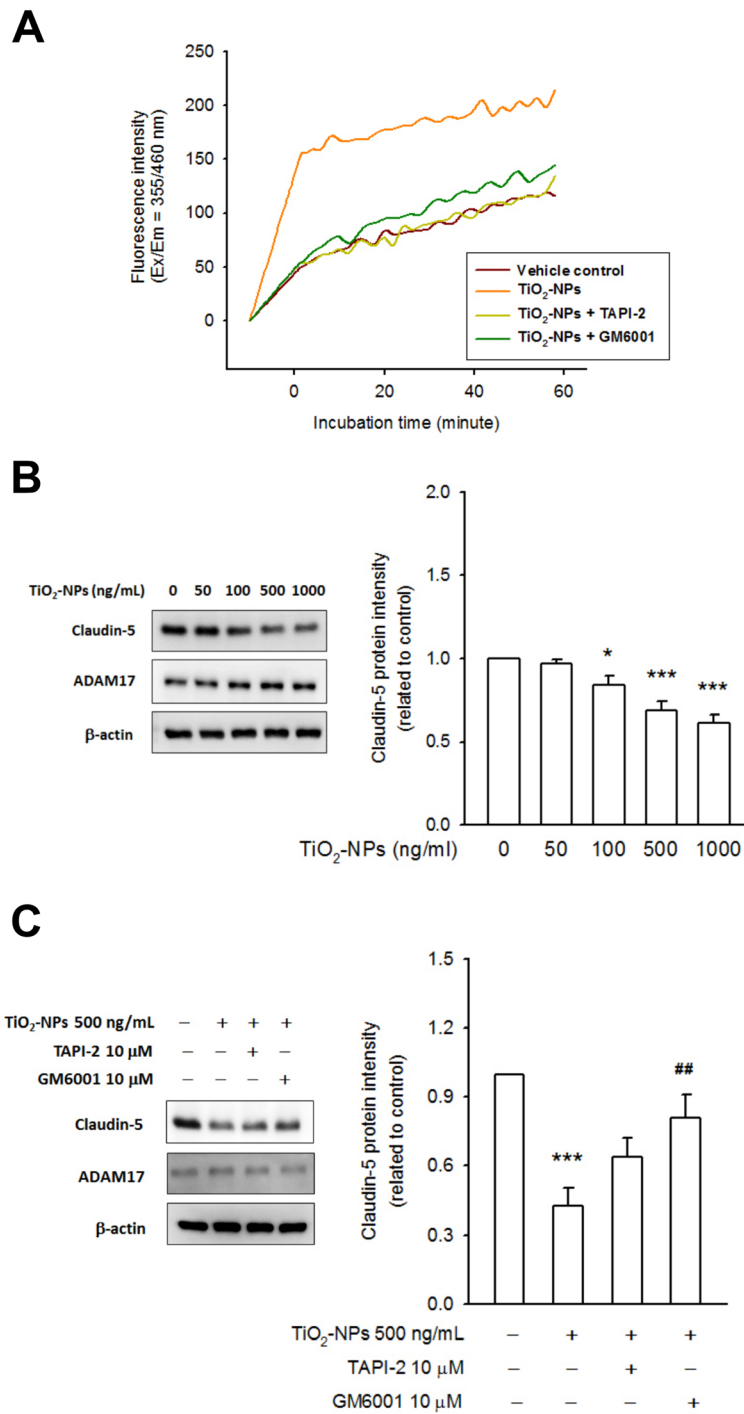 A
250
200
150
100
50
0
Fluorescence intensity
(Ex/Em = 355/460 nm)
Vehicle control
TiO₂-NPs
TiO₂-NPs + TAPI-2
TiO₂-NPs + GM6001
0 20 40 60
Incubation time (minute)
B
TiO₂-NPs (ng/mL) 0 50 100 500 1000
Claudin-5
ADAM17
β-actin
Claudin-5 protein intensity
(related to control)
2.0
1.5
1.0
0.5
0.0
* *** ***
TiO₂-NPs (ng/ml) 0 50 100 500 1000
C
TiO₂-NPs 500 ng/mL – + + +
TAPI-2 10 μM – – + –
GM6001 10 μM – – – +
Claudin-5
ADAM17
β-actin
Claudin-5 protein intensity
(related to control)
1.5
1.2
0.9
0.6
0.3
0.0
*** ##
TiO₂-NPs 500 ng/mL – + + +
TAPI-2 10 μM – – + –
GM6001 10 μM – – – +